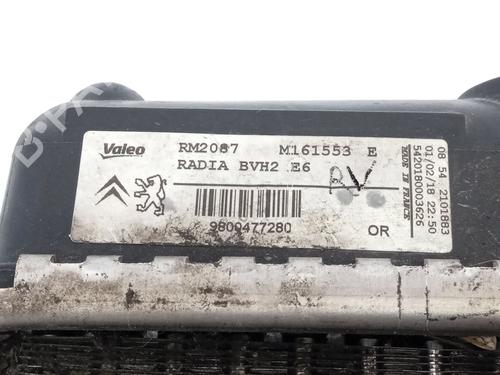 Valeo
RM2087 M161553 E
RADIA BVH2 E6
AV
9800477280
OR
08 54 2101883
01/02/18 22:50
MADE IN FRANCE
5420180003626